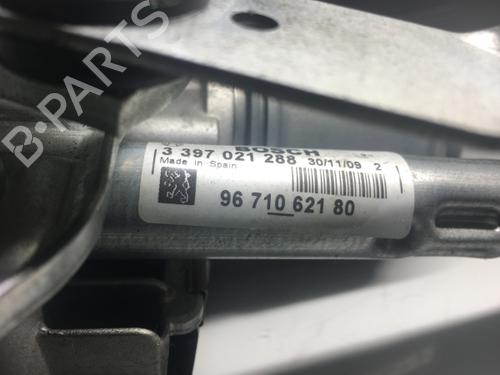 BOSCH
3 397 021 288 30/11/09 2
Made in Spain
96 710 621 80
B-PARTS